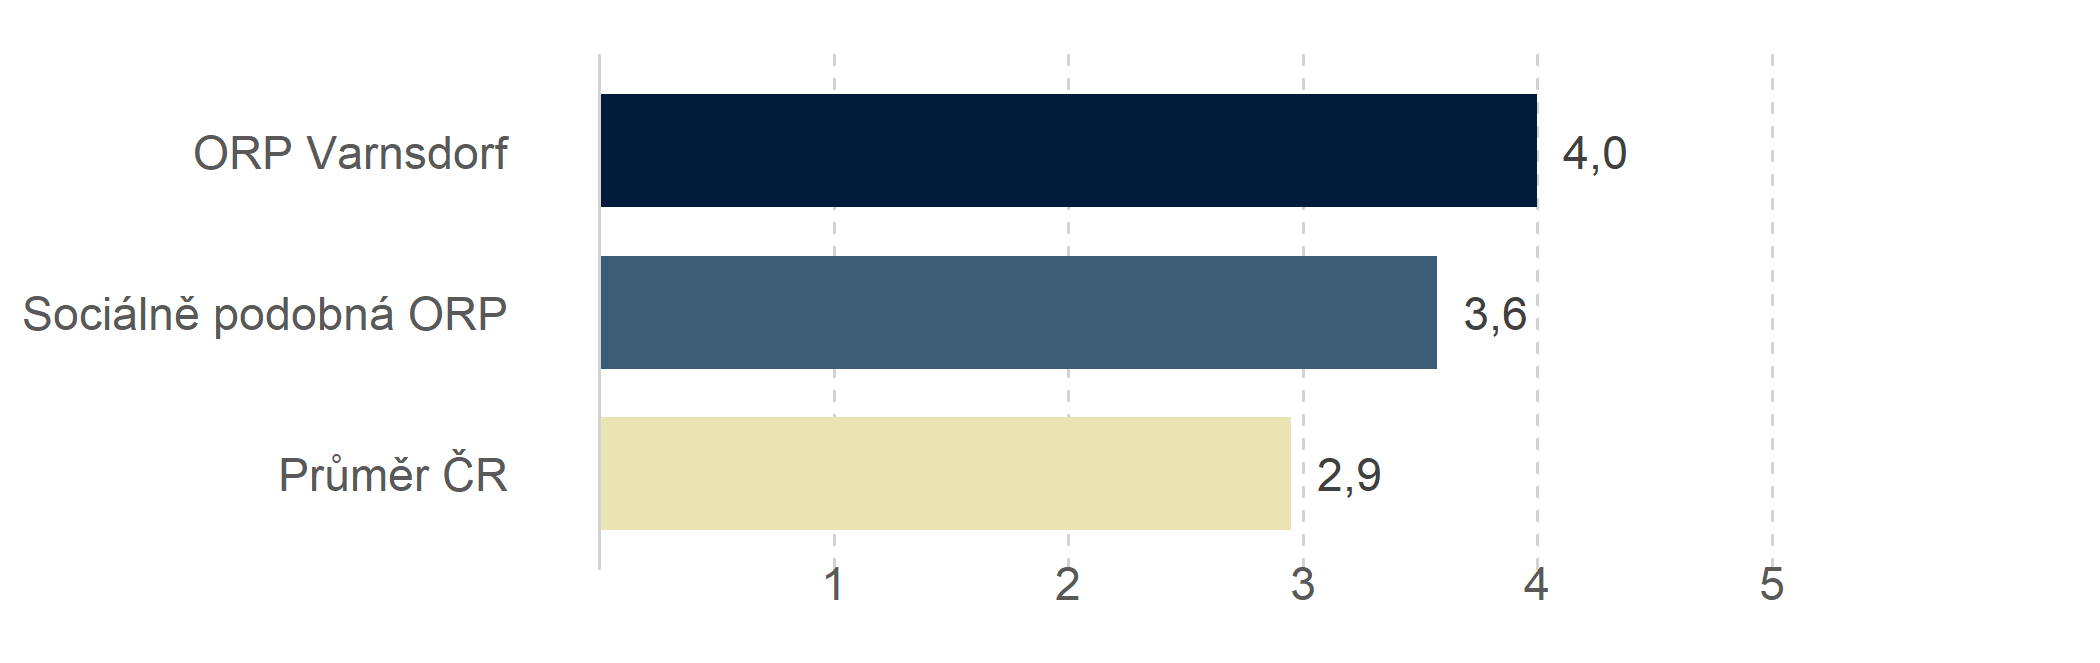 ORP Varnsdorf
4,0
Sociálně podobná ORP
3,6
Průměr ČR
2,9
1 2 3 4 5